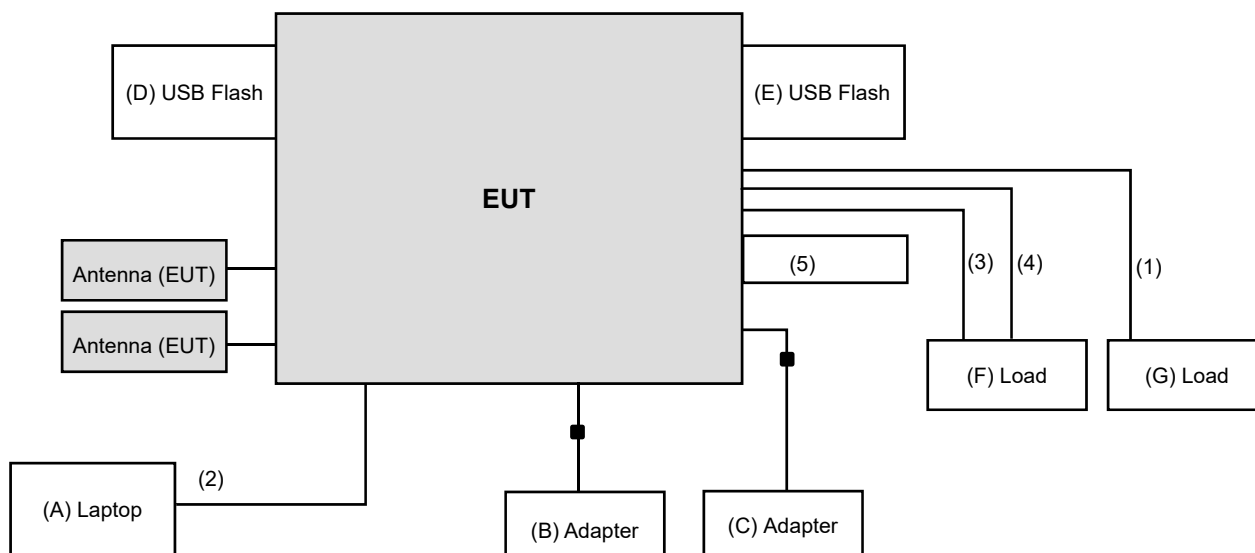 (D) USB Flash
(E) USB Flash
EUT
Antenna (EUT)
(5)
(3)
(4)
(1)
Antenna (EUT)
(F) Load
(G) Load
(2)
(A) Laptop
(B) Adapter
(C) Adapter